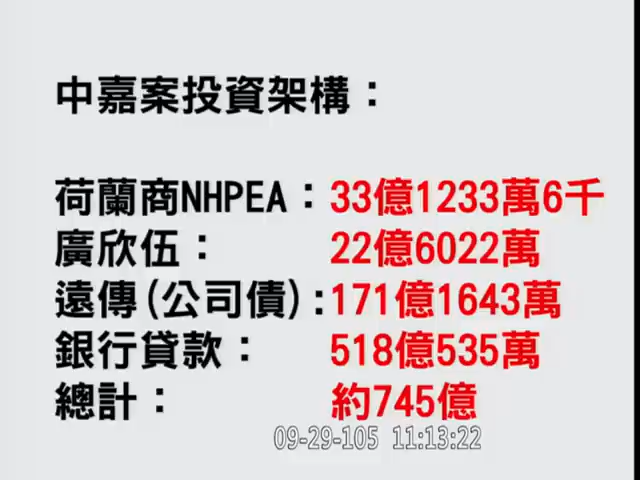 中嘉案投資架構：
荷蘭商NHPEA：33億1233萬6千
廣欣伍：22億6022萬
遠傳(公司債):171億1643萬
銀行貸款：518億535萬
總計：約745億
09-29-105 11:13:22